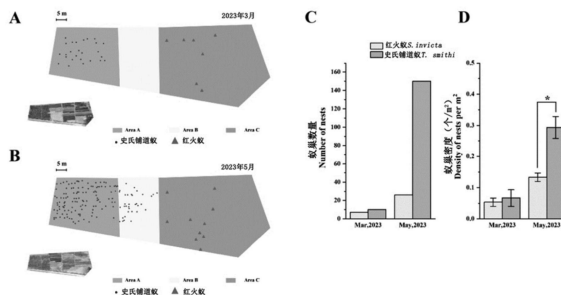 A
5 m
2023年3月
Area A Area B Area C
史氏铺道蚁 红火蚁
B
5 m
2023年5月
Area A Area B Area C
史氏铺道蚁 红火蚁
C
红火蚁S. invicta
史氏铺道蚁T. smithi
蚁巢数量
Number of nests
160
140
120
100
80
60
40
20
0
Mar,2023 May,2023
D
蚁巢密度（个/m²）
Density of nests per m²
0.5
0.4
0.3
0.2
0.1
0.0
*
Mar,2023 May,2023